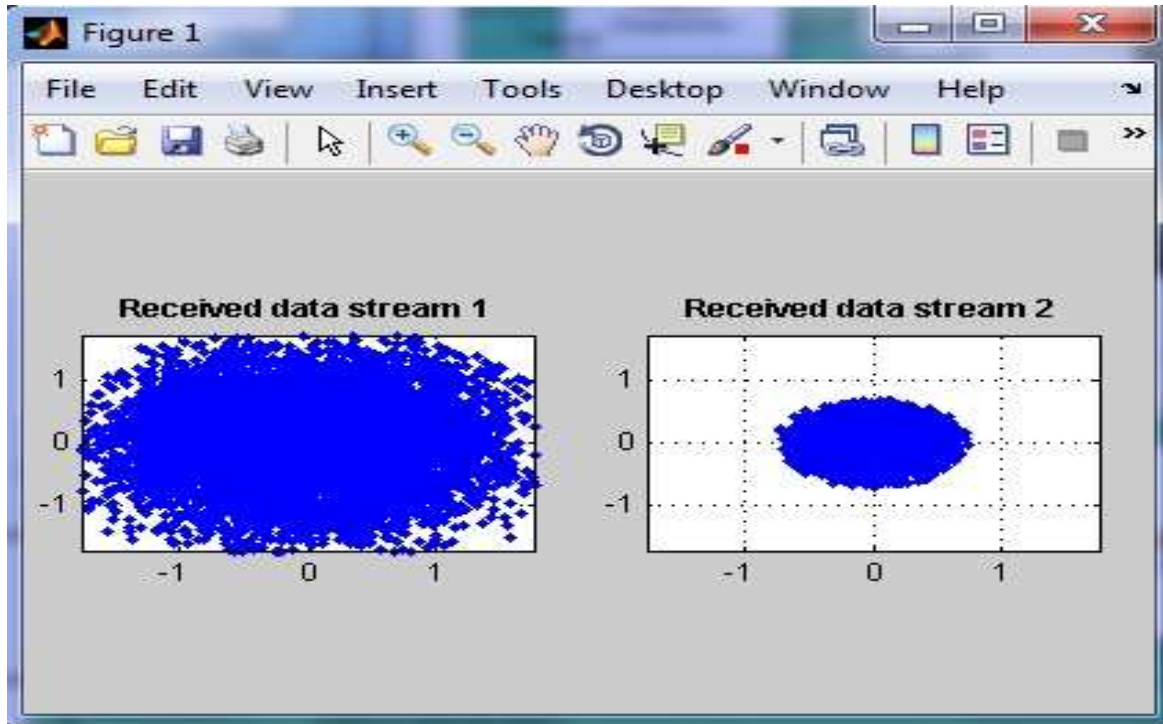 Figure 1
File Edit View Insert Tools Desktop Window Help
Received data stream 1
1
0
-1
-1 0 1
Received data stream 2
1
0
-1
-1 0 1